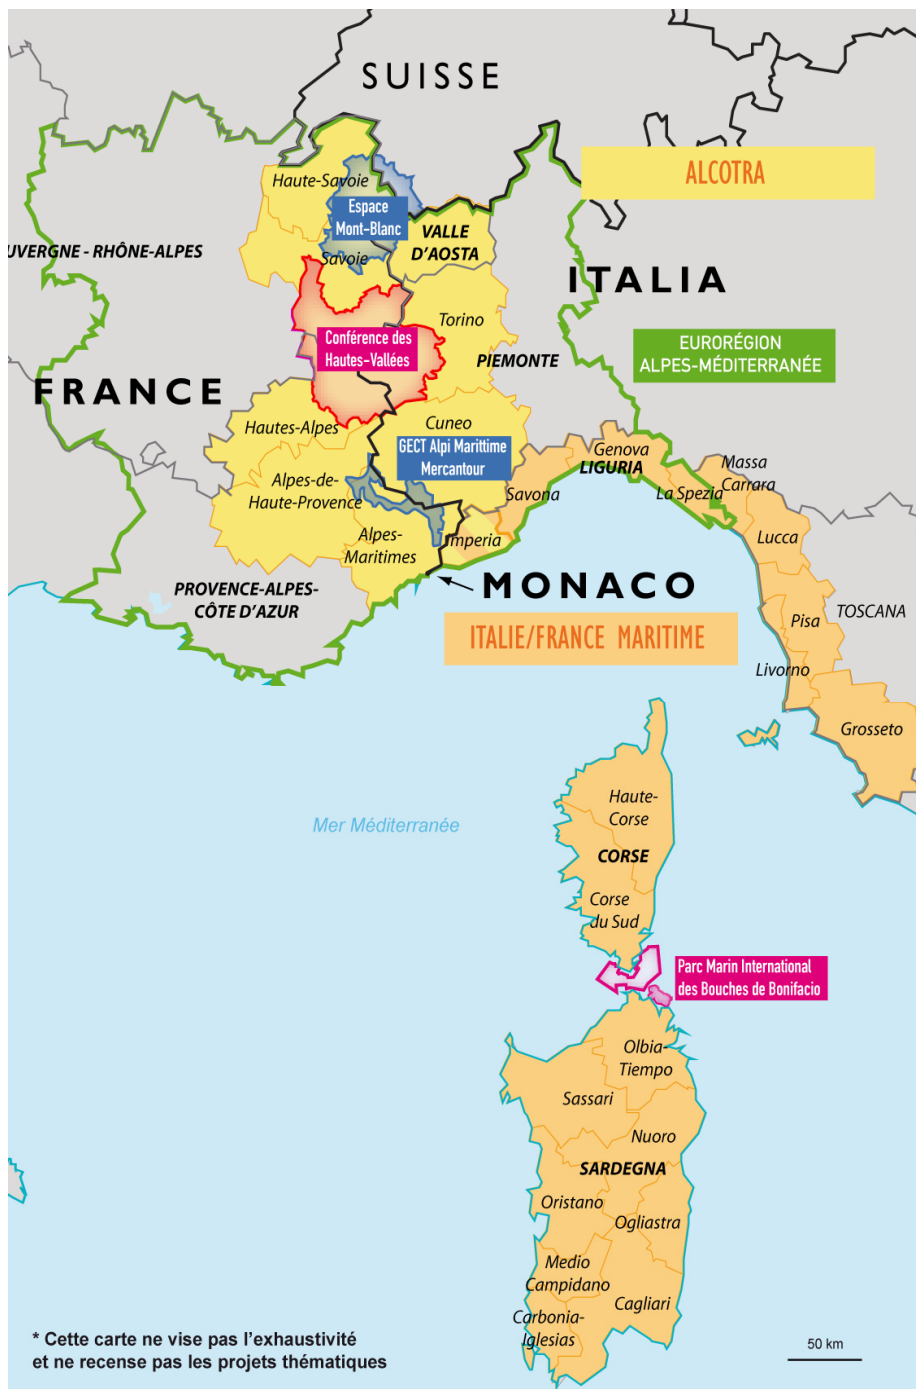 SUISSE
ALCOTRA
Haute-Savoie
Espace
Mont-Blanc
VALLE
D'AOSTA
UVERGNE - RHÔNE-ALPES
Savoie
ITALIA
Torino
Conférence des
Hautes-Vallées
PIEMONTE
EURORÉGION
ALPES-MÉDITERRANÉE
FRANCE
Hautes-Alpes
Cuneo
GECT Alpi Marittime
Mercantour
Genova
LIGURIA
Massa
Carrara
Alpes-de-
Haute-Provence
Savona
La Spezia
Alpes-
Maritimes
Imperia
Lucca
PROVENCE-ALPES-
CÔTE D'AZUR
MONACO
Pisa
TOSCANA
ITALIE/FRANCE MARITIME
Livorno
Grosseto
Mer Méditerranée
Haute-
Corse
CORSE
Corse
du Sud
Parc Marin International
des Bouches de Bonifacio
Olbia-
Tiempo
Sassari
Nuoro
SARDEGNA
Oristano
Ogliastra
Medio
Campidano
Cagliari
Carbonia-
Iglesias
* Cette carte ne vise pas l'exhaustivité
et ne recense pas les projets thématiques
50 km